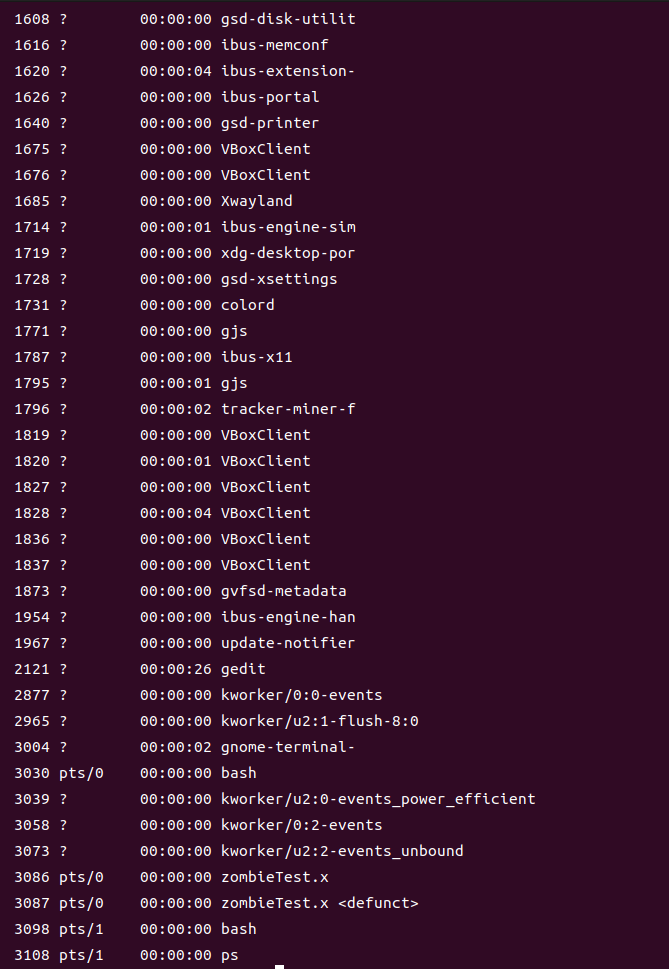 1608 ? 00:00:00 gsd-disk-utilit
1616 ? 00:00:00 ibus-memconf
1620 ? 00:00:04 ibus-extension-
1626 ? 00:00:00 ibus-portal
1640 ? 00:00:00 gsd-printer
1675 ? 00:00:00 VBoxClient
1676 ? 00:00:00 VBoxClient
1685 ? 00:00:00 Xwayland
1714 ? 00:00:01 ibus-engine-sim
1719 ? 00:00:00 xdg-desktop-por
1728 ? 00:00:00 gsd-xsettings
1731 ? 00:00:00 colord
1771 ? 00:00:00 gjs
1787 ? 00:00:00 ibus-x11
1795 ? 00:00:01 gjs
1796 ? 00:00:02 tracker-miner-f
1819 ? 00:00:00 VBoxClient
1820 ? 00:00:01 VBoxClient
1827 ? 00:00:00 VBoxClient
1828 ? 00:00:04 VBoxClient
1836 ? 00:00:00 VBoxClient
1837 ? 00:00:00 VBoxClient
1873 ? 00:00:00 gvfsd-metadata
1954 ? 00:00:00 ibus-engine-han
1967 ? 00:00:00 update-notifier
2121 ? 00:00:26 gedit
2877 ? 00:00:00 kworker/0:0-events
2965 ? 00:00:00 kworker/u2:1-flush-8:0
3004 ? 00:00:02 gnome-terminal-
3030 pts/0 00:00:00 bash
3039 ? 00:00:00 kworker/u2:0-events_power_efficient
3058 ? 00:00:00 kworker/0:2-events
3073 ? 00:00:00 kworker/u2:2-events_unbound
3086 pts/0 00:00:00 zombieTest.x
3087 pts/0 00:00:00 zombieTest.x <defunct>
3098 pts/1 00:00:00 bash
3108 pts/1 00:00:00 ps